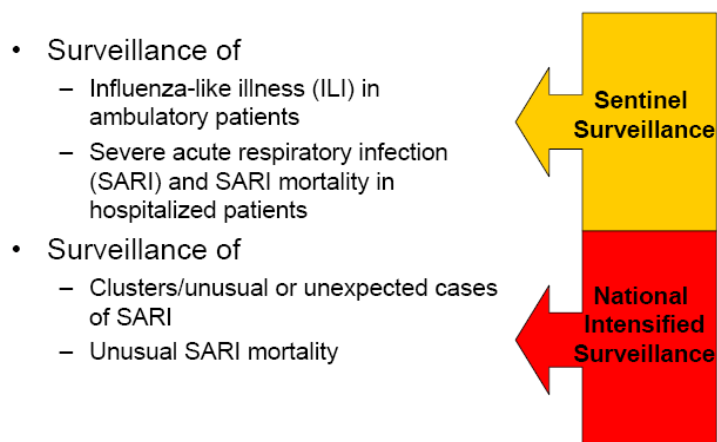 • Surveillance of
– Influenza-like illness (ILI) in
ambulatory patients
– Severe acute respiratory infection
(SARI) and SARI mortality in
hospitalized patients
• Surveillance of
– Clusters/unusual or unexpected cases
of SARI
– Unusual SARI mortality
Sentinel
Surveillance
National
Intensified
Surveillance